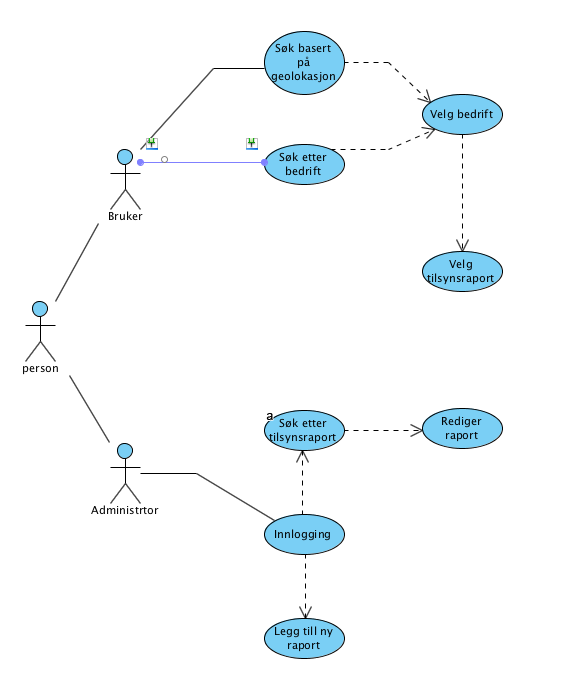 Søk basert
på
geolokasjon
Velg bedrift
Søk etter
bedrift
Bruker
Velg
tilsynsraport
person
a
Søk etter
tilsynsraport
Rediger
raport
Administrtor
Innlogging
Legg till ny
raport